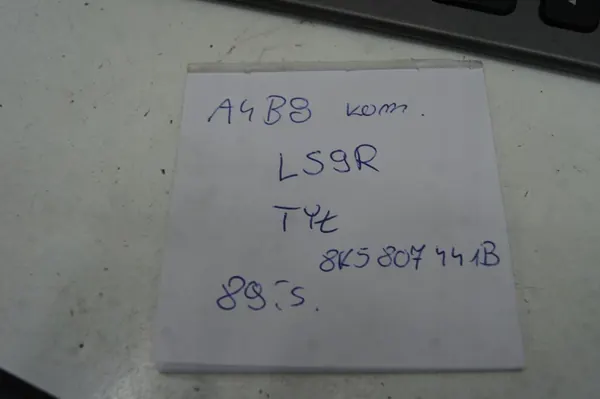 A4B8 kom.
LS9R
TYŁ
8K5 807 441B
89:s.